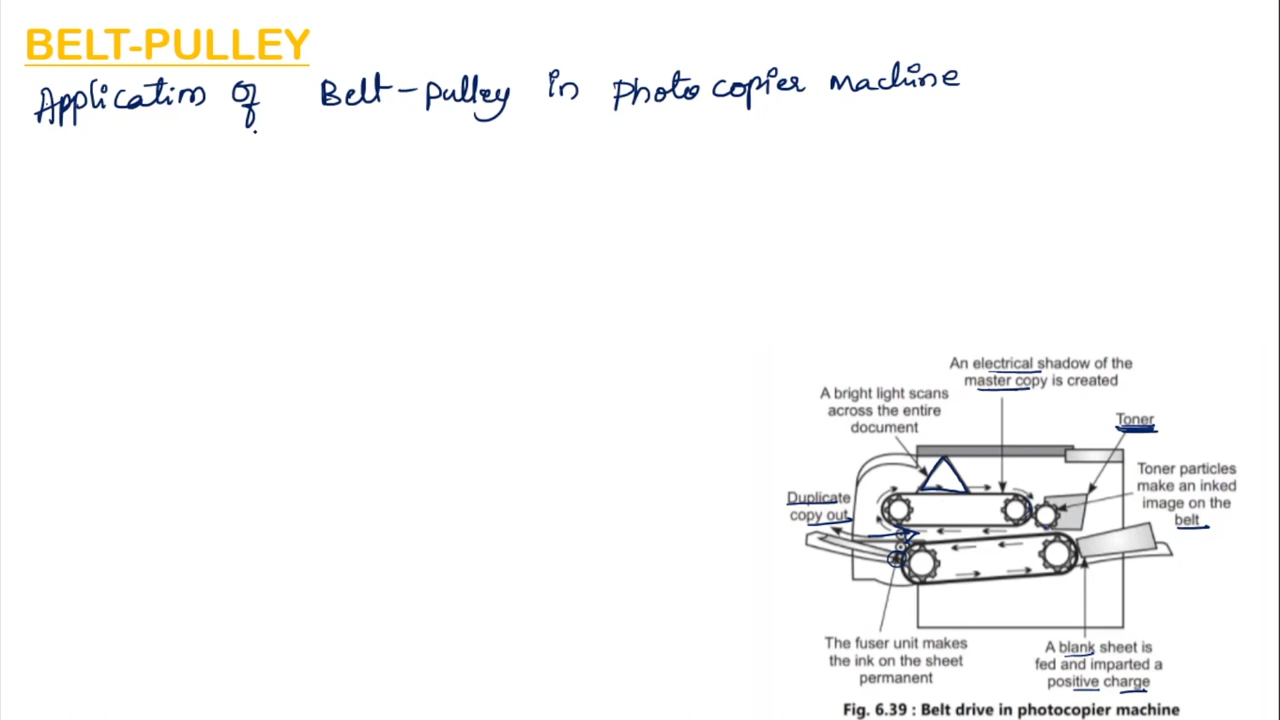 BELT-PULLEY
Application of Belt-pulley in photocopier machine
An electrical shadow of the
master copy is created
A bright light scans
across the entire
document
Toner
Toner particles
make an inked
image on the
belt
Duplicate
copy out
The fuser unit makes
the ink on the sheet
permanent
A blank sheet is
fed and imparted a
positive charge
Fig. 6.39 : Belt drive in photocopier machine